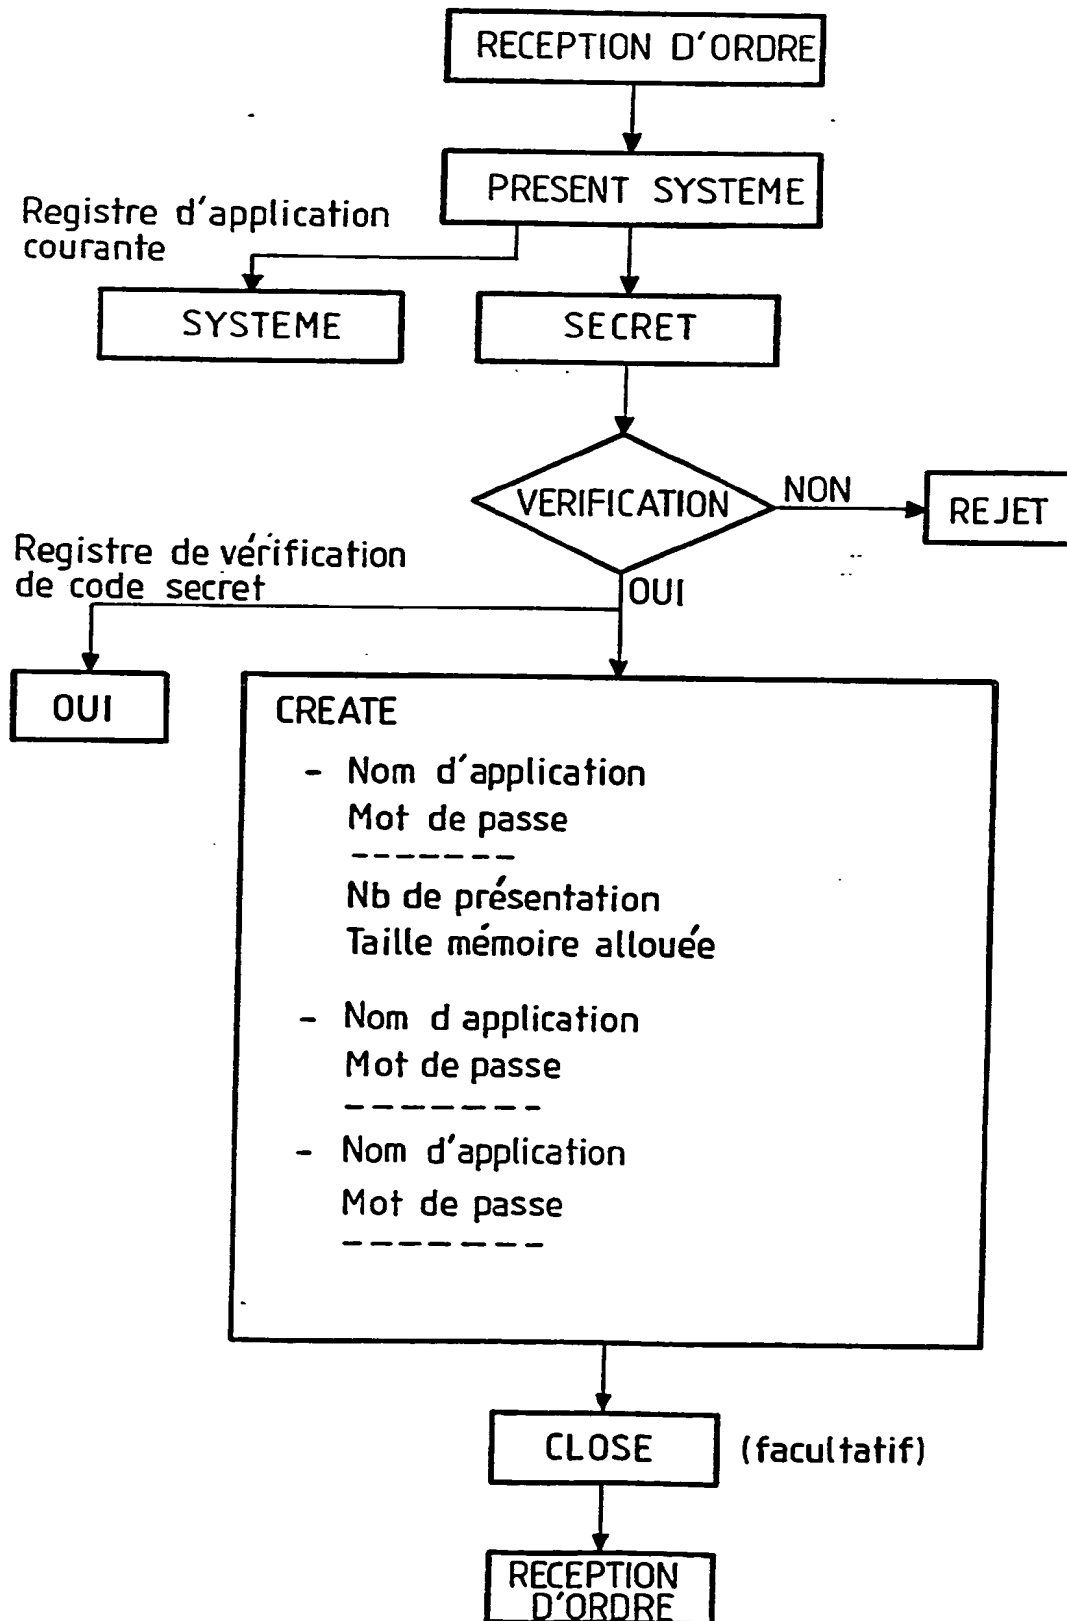 RECEPTION D'ORDRE
PRESENT SYSTEME
Registre d'application
courante
SYSTEME
SECRET
VERIFICATION
NON
REJET
Registre de vérification
de code secret
OUI
OUI
CREATE
- Nom d'application
Mot de passe
-------
Nb de présentation
Taille mémoire allouée
- Nom d application
Mot de passe
-------
- Nom d'application
Mot de passe
-------
CLOSE
(facultatif)
RECEPTION
D'ORDRE